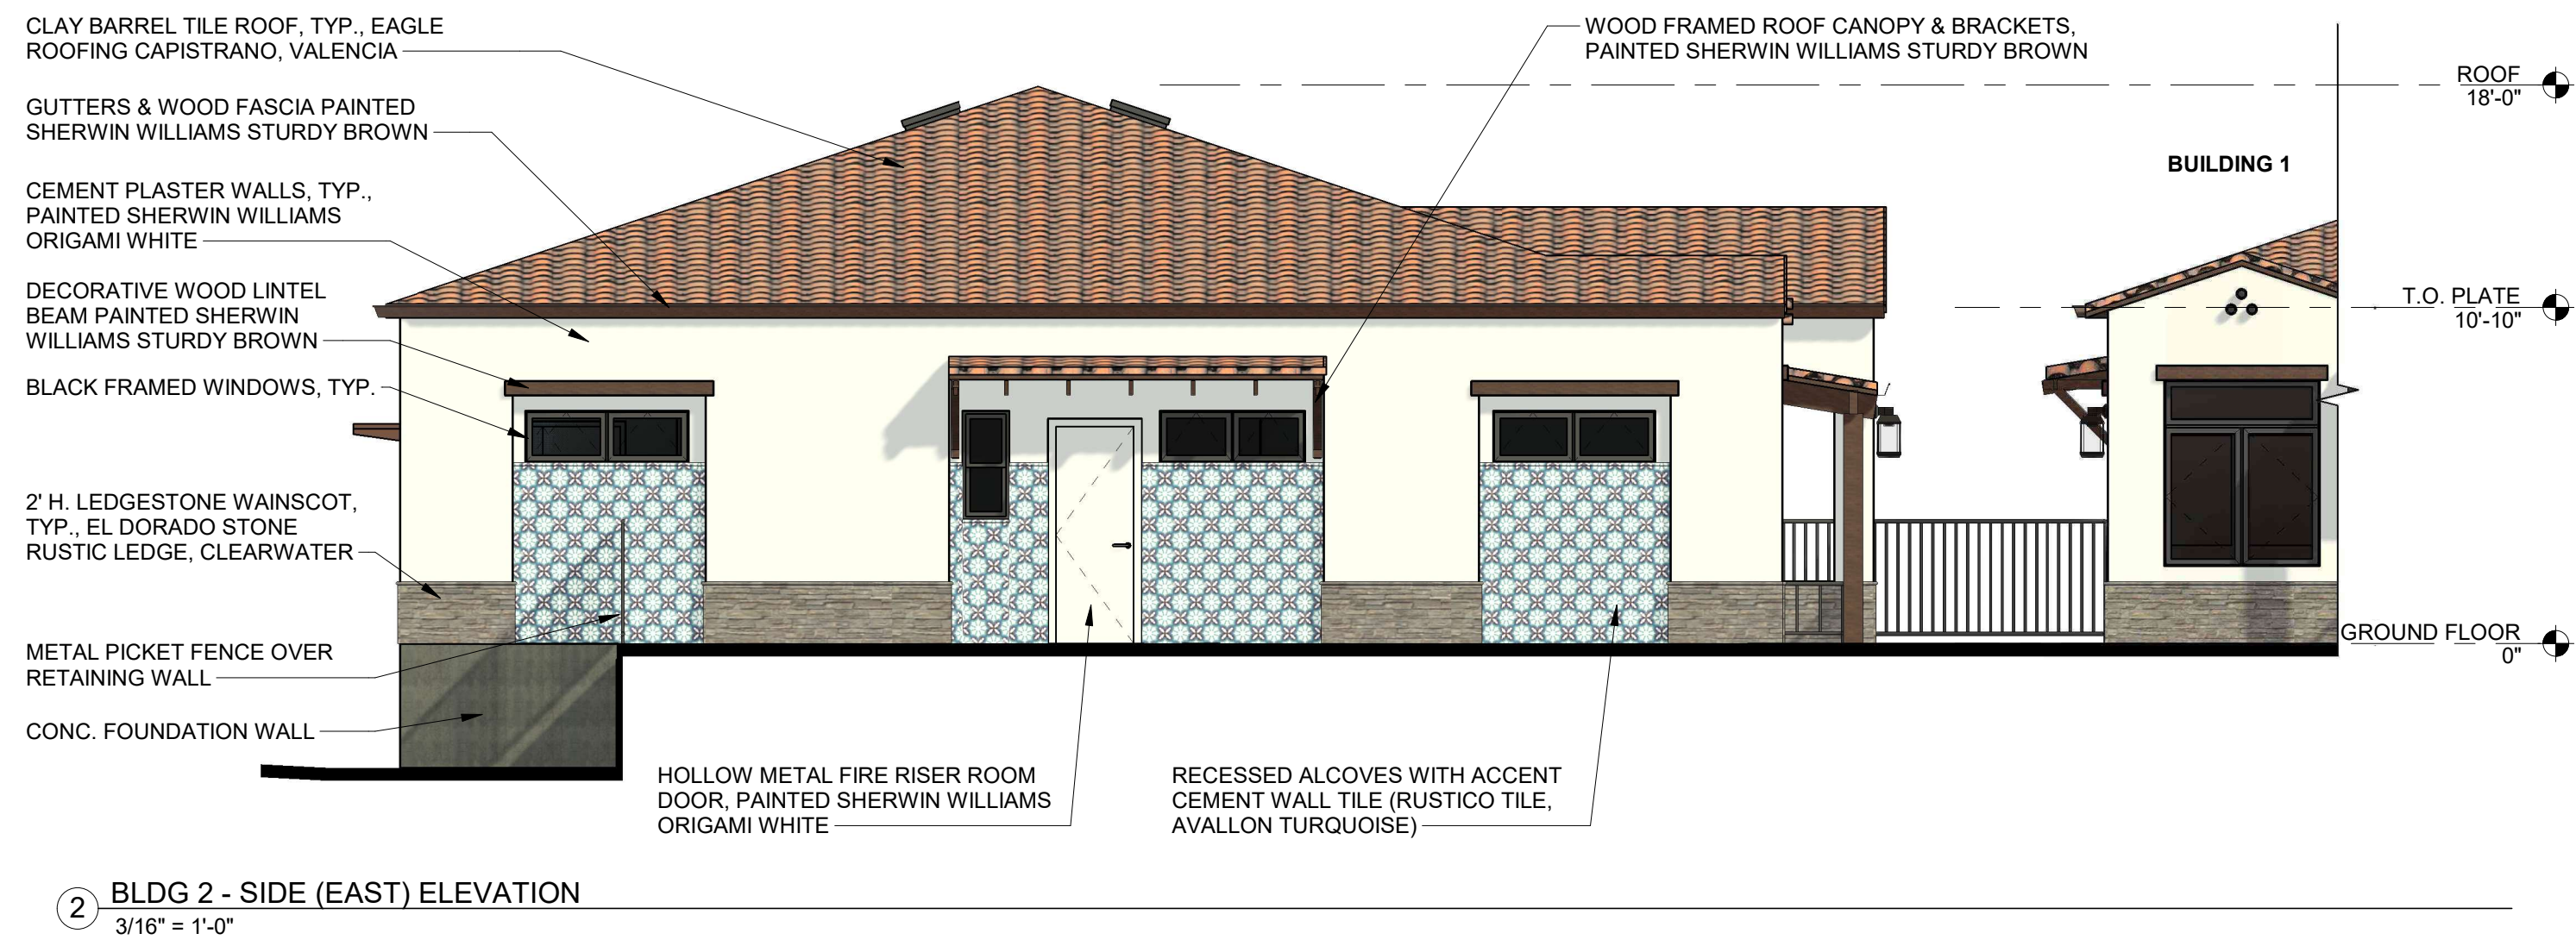 CLAY BARREL TILE ROOF, TYP., EAGLE
ROOFING CAPISTRANO, VALENCIA
GUTTERS & WOOD FASCIA PAINTED
SHERWIN WILLIAMS STURDY BROWN
CEMENT PLASTER WALLS, TYP.,
PAINTED SHERWIN WILLIAMS
ORIGAMI WHITE
DECORATIVE WOOD LINTEL
BEAM PAINTED SHERWIN
WILLIAMS STURDY BROWN
BLACK FRAMED WINDOWS, TYP.
2' H. LEDGESTONE WAINSCOT,
TYP., EL DORADO STONE
RUSTIC LEDGE, CLEARWATER
METAL PICKET FENCE OVER
RETAINING WALL
CONC. FOUNDATION WALL
WOOD FRAMED ROOF CANOPY & BRACKETS,
PAINTED SHERWIN WILLIAMS STURDY BROWN
ROOF
18'-0"
BUILDING 1
T.O. PLATE
10'-10"
GROUND FLOOR
0"
HOLLOW METAL FIRE RISER ROOM
DOOR, PAINTED SHERWIN WILLIAMS
ORIGAMI WHITE
RECESSED ALCOVES WITH ACCENT
CEMENT WALL TILE (RUSTICO TILE,
AVALLON TURQUOISE)
2
BLDG 2 - SIDE (EAST) ELEVATION
3/16" = 1'-0"